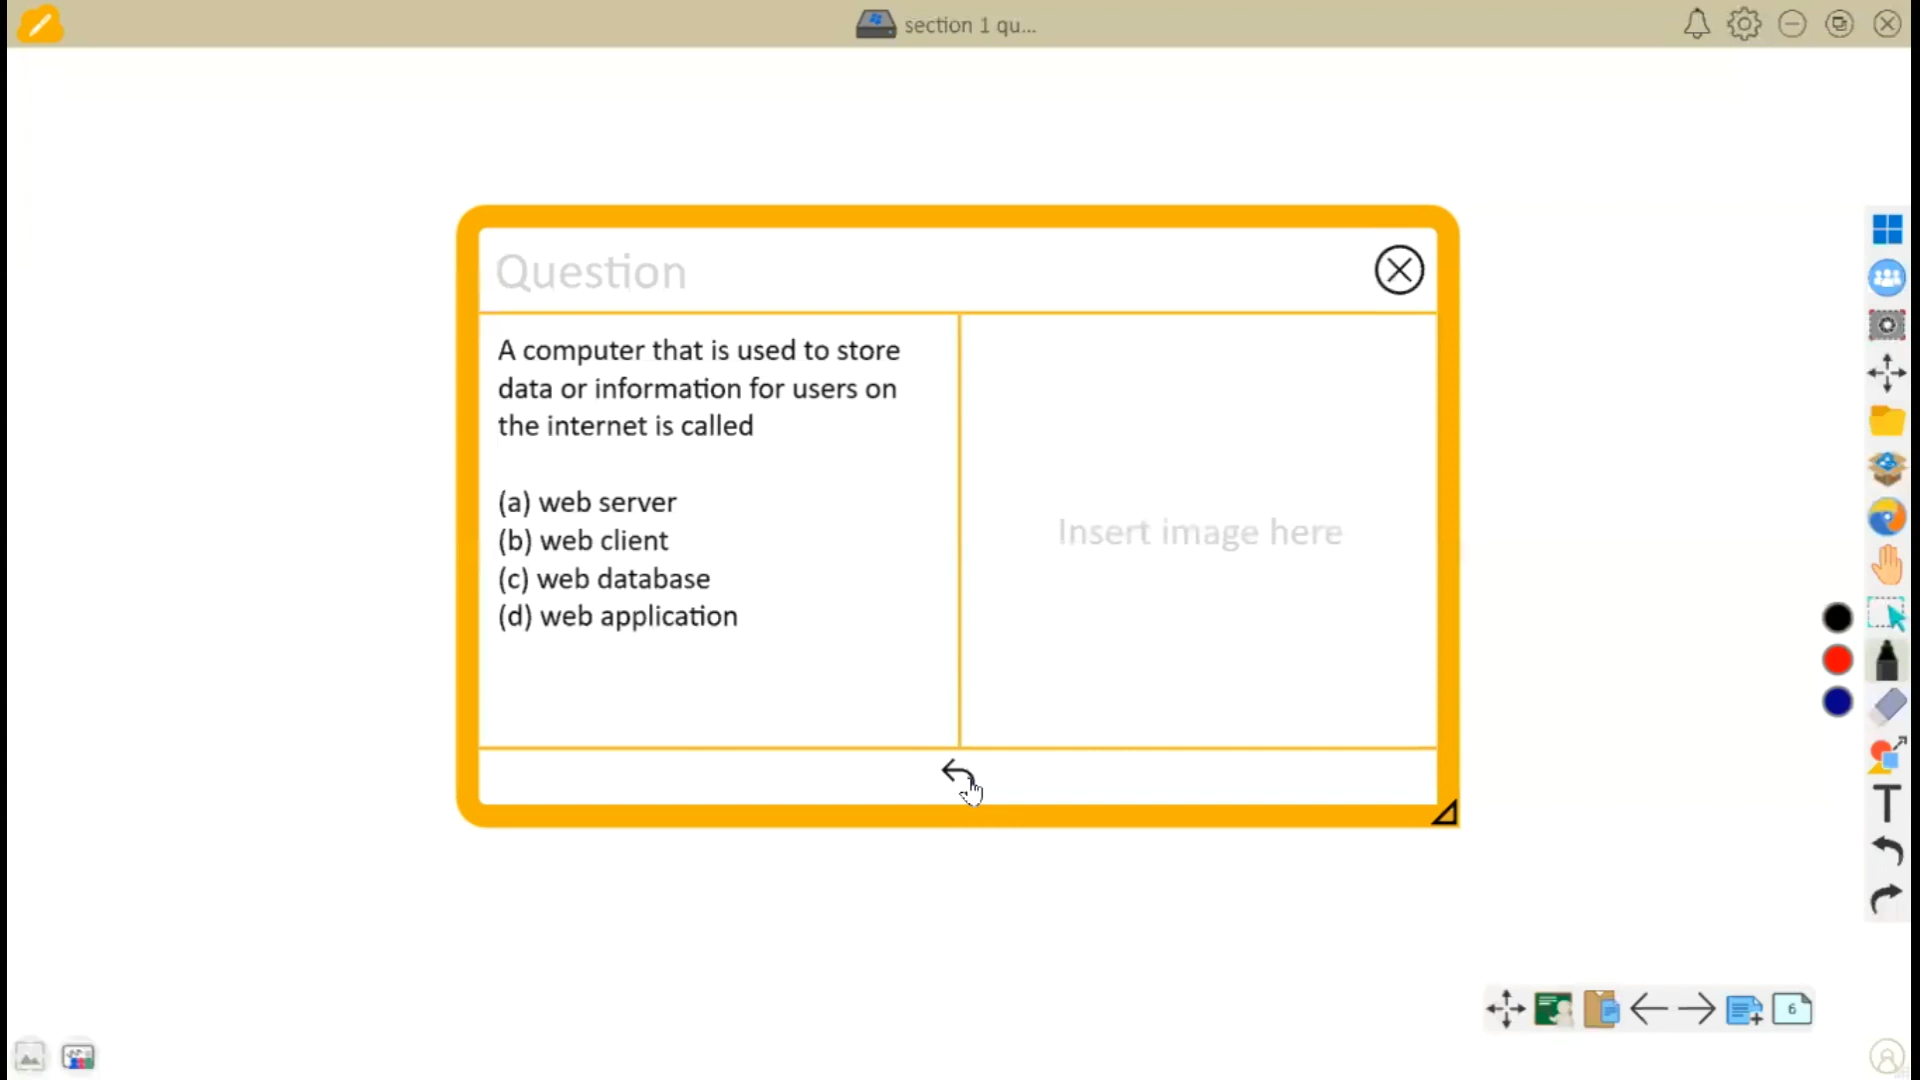 section 1 qu...
Question
A computer that is used to store
data or information for users on
the internet is called
(a) web server
(b) web client
(c) web database
(d) web application
Insert image here
T
6